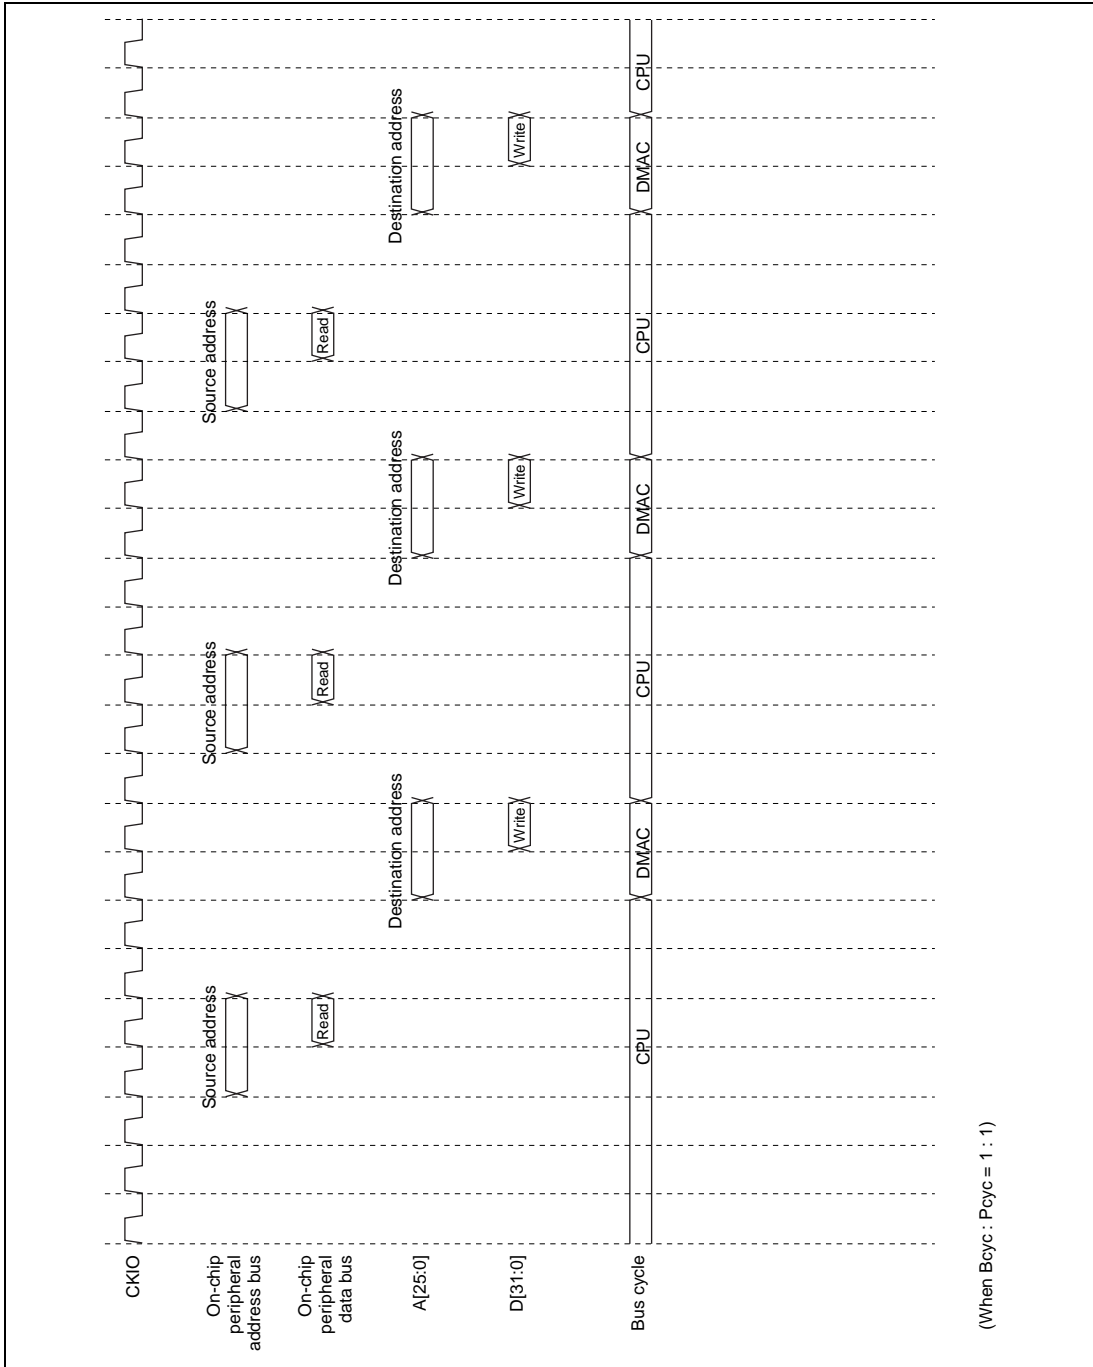 CKIO
On-chip
peripheral
address bus
Source address
Source address
Source address
On-chip
peripheral
data bus
Read
Read
Read
A[25:0]
Destination address
Destination address
Destination address
D[31:0]
Write
Write
Write
Bus cycle
CPU
DMAC
CPU
DMAC
CPU
DMAC
CPU
(When Bcyc : Pcyc = 1 : 1)